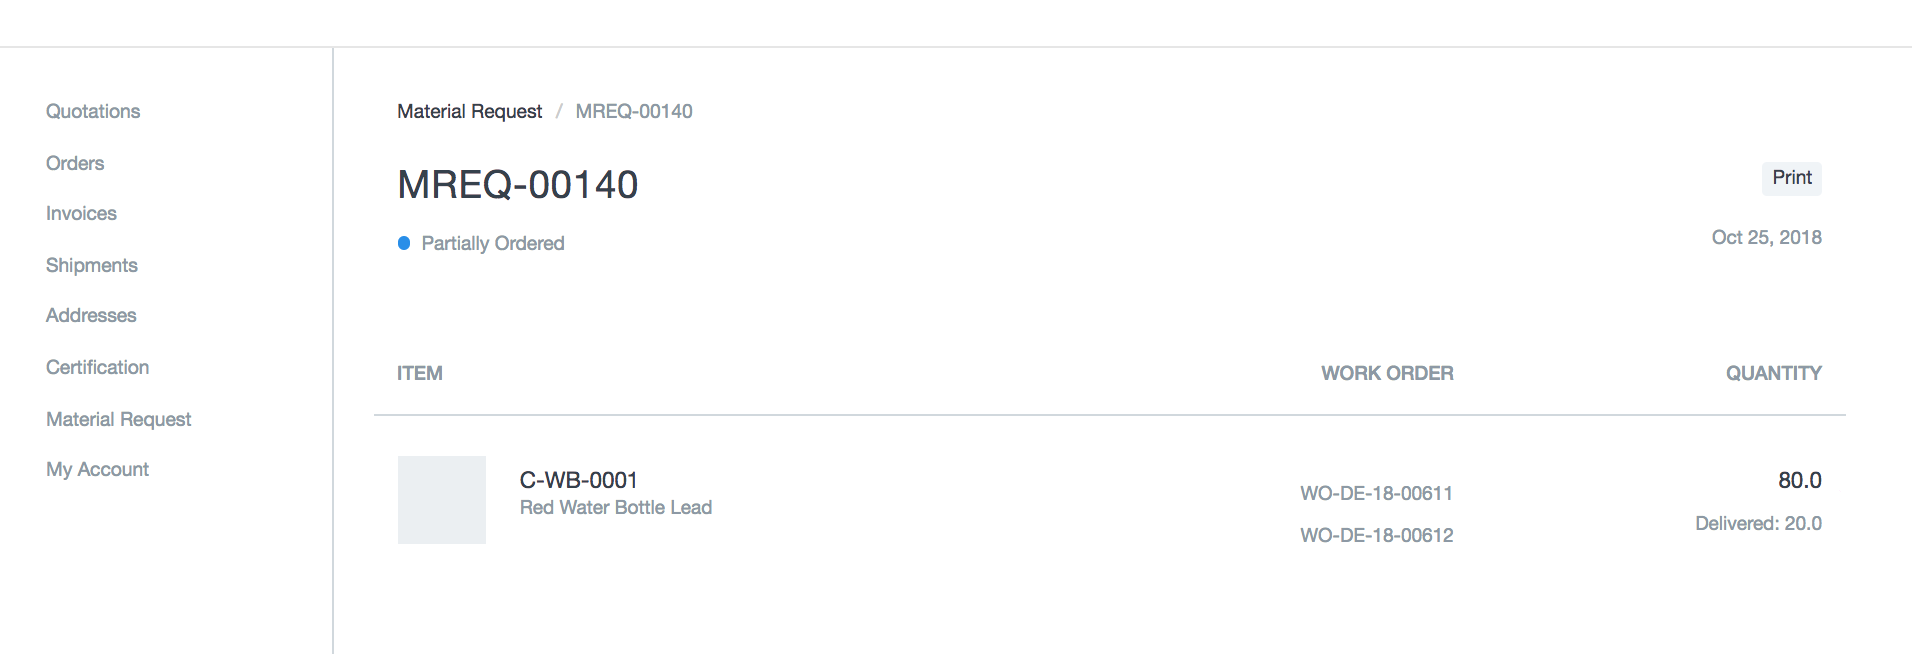 Quotations
Orders
Invoices
Shipments
Addresses
Certification
Material Request
My Account
Material Request / MREQ-00140
MREQ-00140
Print
Partially Ordered
Oct 25, 2018
ITEM WORK ORDER QUANTITY
C-WB-0001
Red Water Bottle Lead
WO-DE-18-00611
WO-DE-18-00612
80.0
Delivered: 20.0